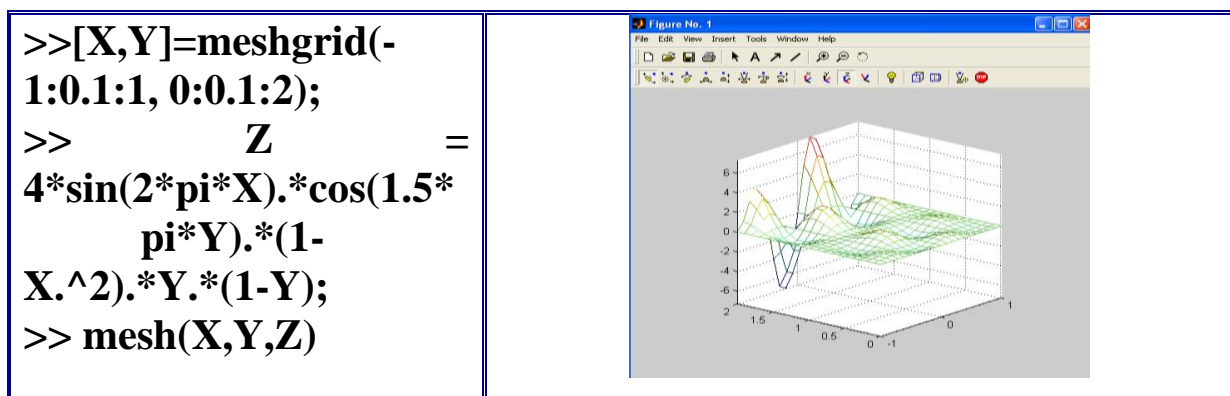 >>[X,Y]=meshgrid(-
1:0.1:1, 0:0.1:2);
>> Z =
4*sin(2*pi*X).*cos(1.5*
pi*Y).*(1-
X.^2).*Y.*(1-Y);
>> mesh(X,Y,Z)
Figure No. 1
File Edit View Insert Tools Window Help
A
STOP
6
4
2
0
-2
-4
-6
2
1.5
1
0.5
0
-1
0
1